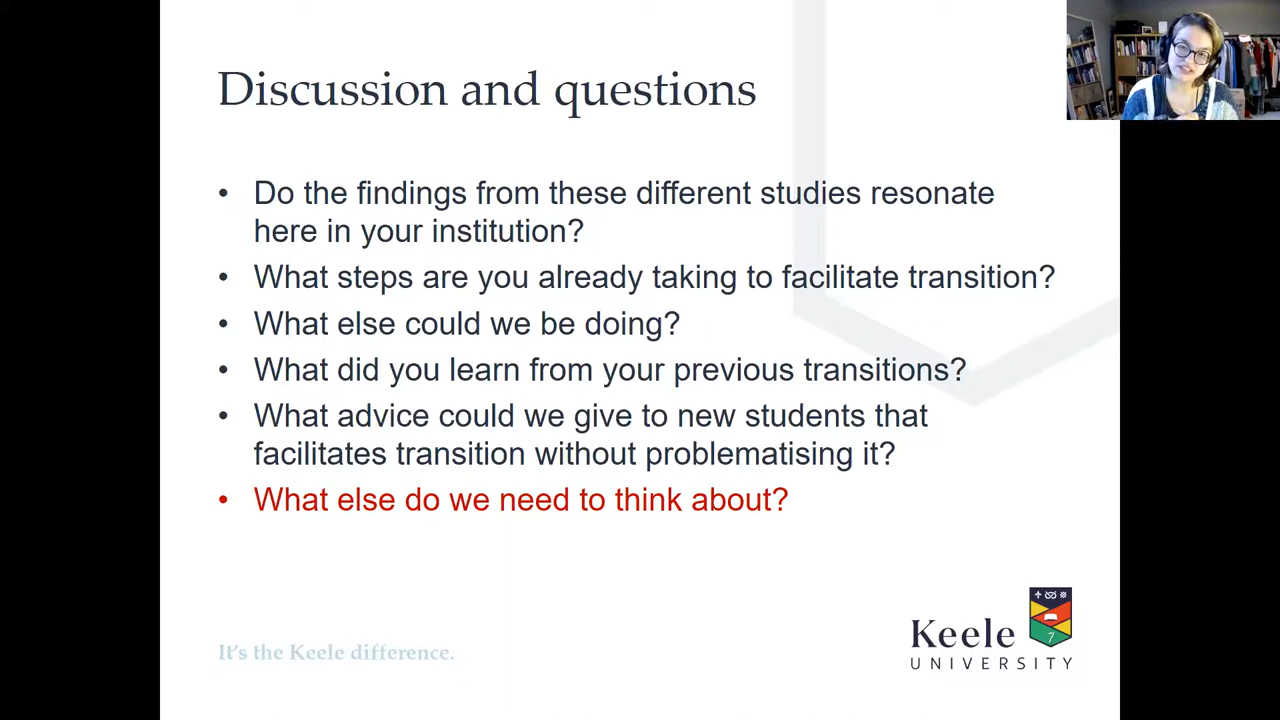 Discussion and questions
• Do the findings from these different studies resonate
here in your institution?
• What steps are you already taking to facilitate transition?
• What else could we be doing?
• What did you learn from your previous transitions?
• What advice could we give to new students that
facilitates transition without problematising it?
• What else do we need to think about?
It's the Keele difference.
Keele
UNIVERSITY
7